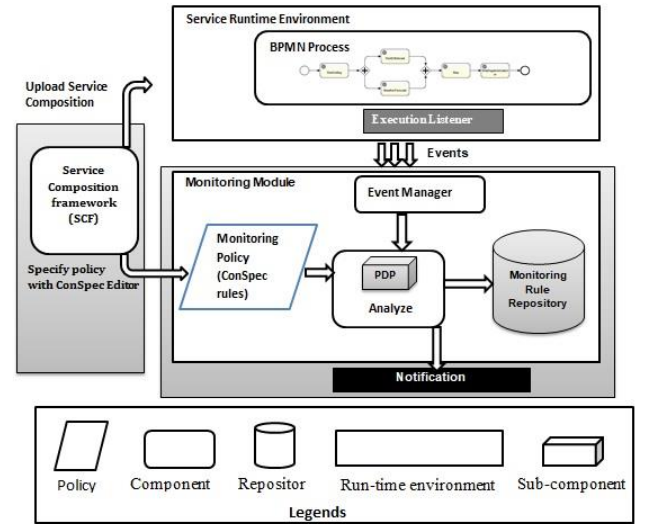 Service Runtime Environment
BPMN Process
Upload Service
Composition
Execution Listener
Events
Service
Composition
framework
(SCF)
Specify policy
with ConSpec Editor
Monitoring Module
Event Manager
Monitoring
Policy
(ConSpec
rules)
PDP
Analyze
Monitoring
Rule
Repository
Notification
Policy
Component
Repositor
Run-time environment
Sub-component
Legends